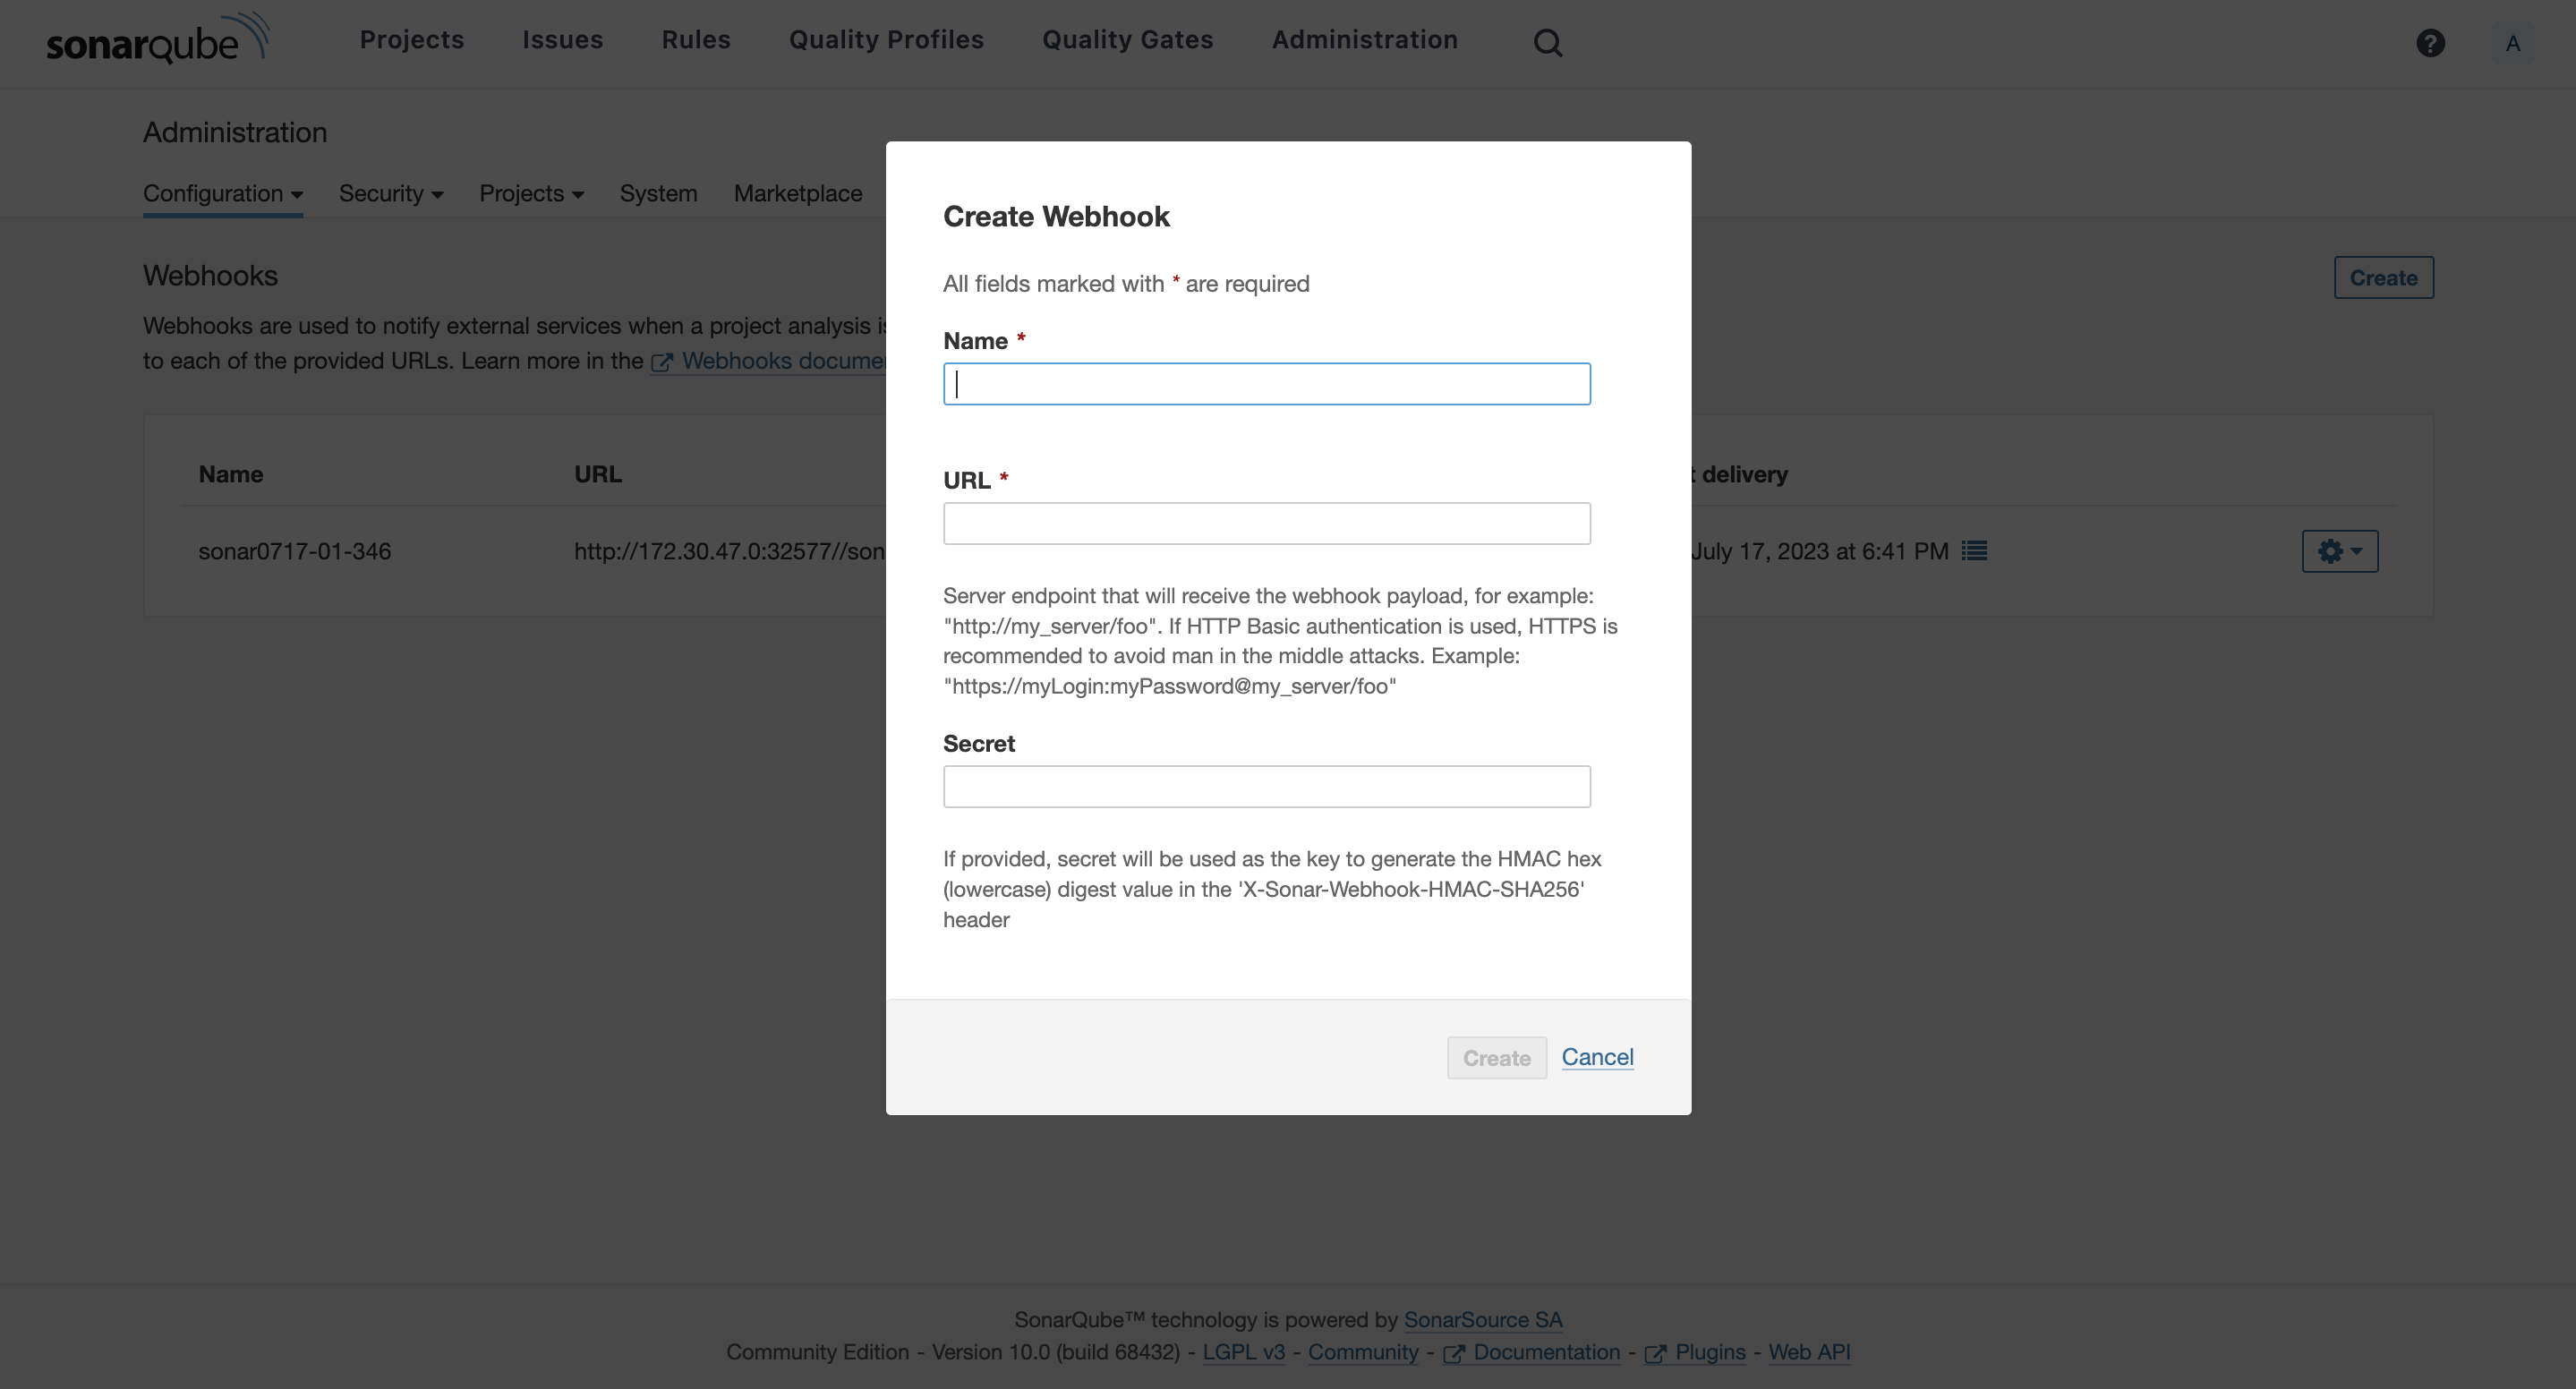 sonarqube Projects Issues Rules Quality Profiles Quality Gates Administration ? A
Administration
Configuration Security Projects System Marketplace
Webhooks
Create
Webhooks are used to notify external services when a project analysis
to each of the provided URLs. Learn more in the Webhooks
Name URL delivery
sonar0717-01-346 http://172.30.47.0:32577//son July 17, 2023 at 6:41 PM
Create Webhook
All fields marked with * are required
Name *
URL *
Server endpoint that will receive the webhook payload, for example:
"http://my_server/foo". If HTTP Basic authentication is used, HTTPS is
recommended to avoid man in the middle attacks. Example:
"https://myLogin:myPassword@my_server/foo"
Secret
If provided, secret will be used as the key to generate the HMAC hex
(lowercase) digest value in the 'X-Sonar-Webhook-HMAC-SHA256'
header
Create Cancel
SonarQube™ technology is powered by SonarSource SA
Community Edition - Version 10.0 (build 68432) - LGPL v3 - Community - Documentation - Plugins - Web API